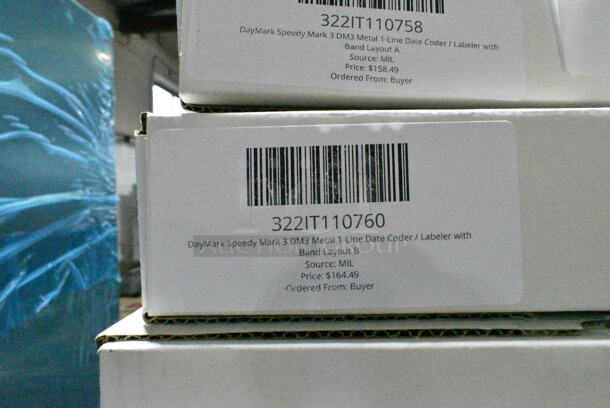 322IT110758
DayMark Speedy Mark 3 DM3 Metal 1-Line Date Coder / Labeler with
Band Layout A
Source: MIL
Price: $158.49
Ordered From: Buyer
322IT110760
DayMark Speedy Mark 3 DM3 Metal 1-Line Date Coder / Labeler with
Band Layout B
Source: MIL
Price: $164.49
Ordered From: Buyer